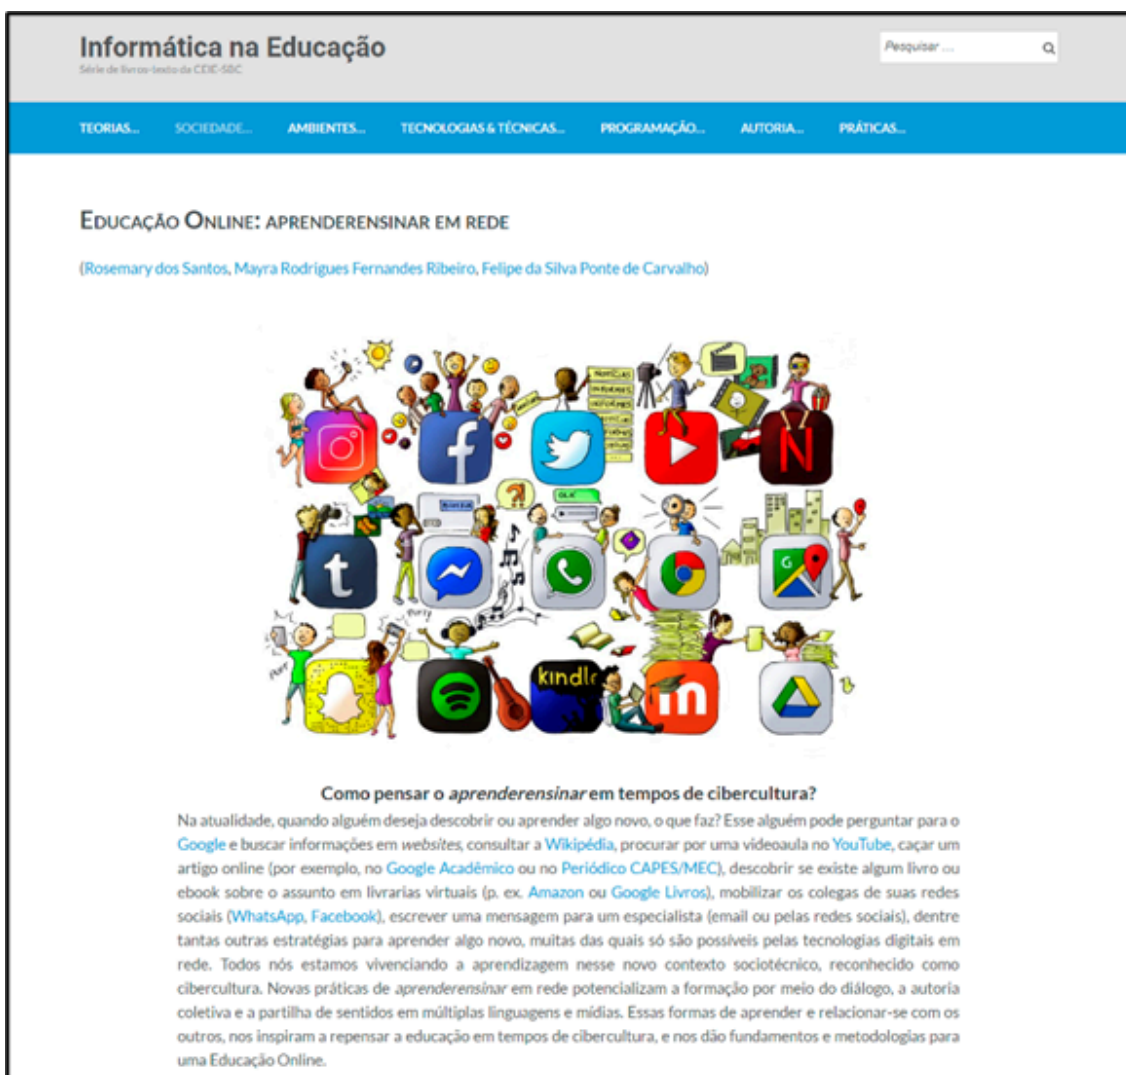 Informática na Educação
Série de livros-texto da CEIE-SBC
Pesquisar ...
TEORIAS... SOCIEDADE... AMBIENTES... TECNOLOGIAS & TÉCNICAS... PROGRAMAÇÃO... AUTORIA... PRÁTICAS...
EDUCAÇÃO ONLINE: APRENDERENSINAR EM REDE
(Rosemary dos Santos, Mayra Rodrigues Fernandes Ribeiro, Felipe da Silva Ponte de Carvalho)
NOTÍCIAS
INFORMES
INFORMES
kindle
Como pensar o aprenderensinar em tempos de cibercultura?
Na atualidade, quando alguém deseja descobrir ou aprender algo novo, o que faz? Esse alguém pode perguntar para o
Google e buscar informações em websites, consultar a Wikipédia, procurar por uma videoaula no YouTube, caçar um
artigo online (por exemplo, no Google Acadêmico ou no Periódico CAPES/MEC), descobrir se existe algum livro ou
ebook sobre o assunto em livrarias virtuais (p. ex. Amazon ou Google Livros), mobilizar os colegas de suas redes
sociais (WhatsApp, Facebook), escrever uma mensagem para um especialista (email ou pelas redes sociais), dentre
tantas outras estratégias para aprender algo novo, muitas das quais só são possíveis pelas tecnologias digitais em
rede. Todos nós estamos vivenciando a aprendizagem nesse novo contexto sociotécnico, reconhecido como
cibercultura. Novas práticas de aprenderensinar em rede potencializam a formação por meio do diálogo, a autoria
coletiva e a partilha de sentidos em múltiplas linguagens e mídias. Essas formas de aprender e relacionar-se com os
outros, nos inspiram a repensar a educação em tempos de cibercultura, e nos dão fundamentos e metodologias para
uma Educação Online.